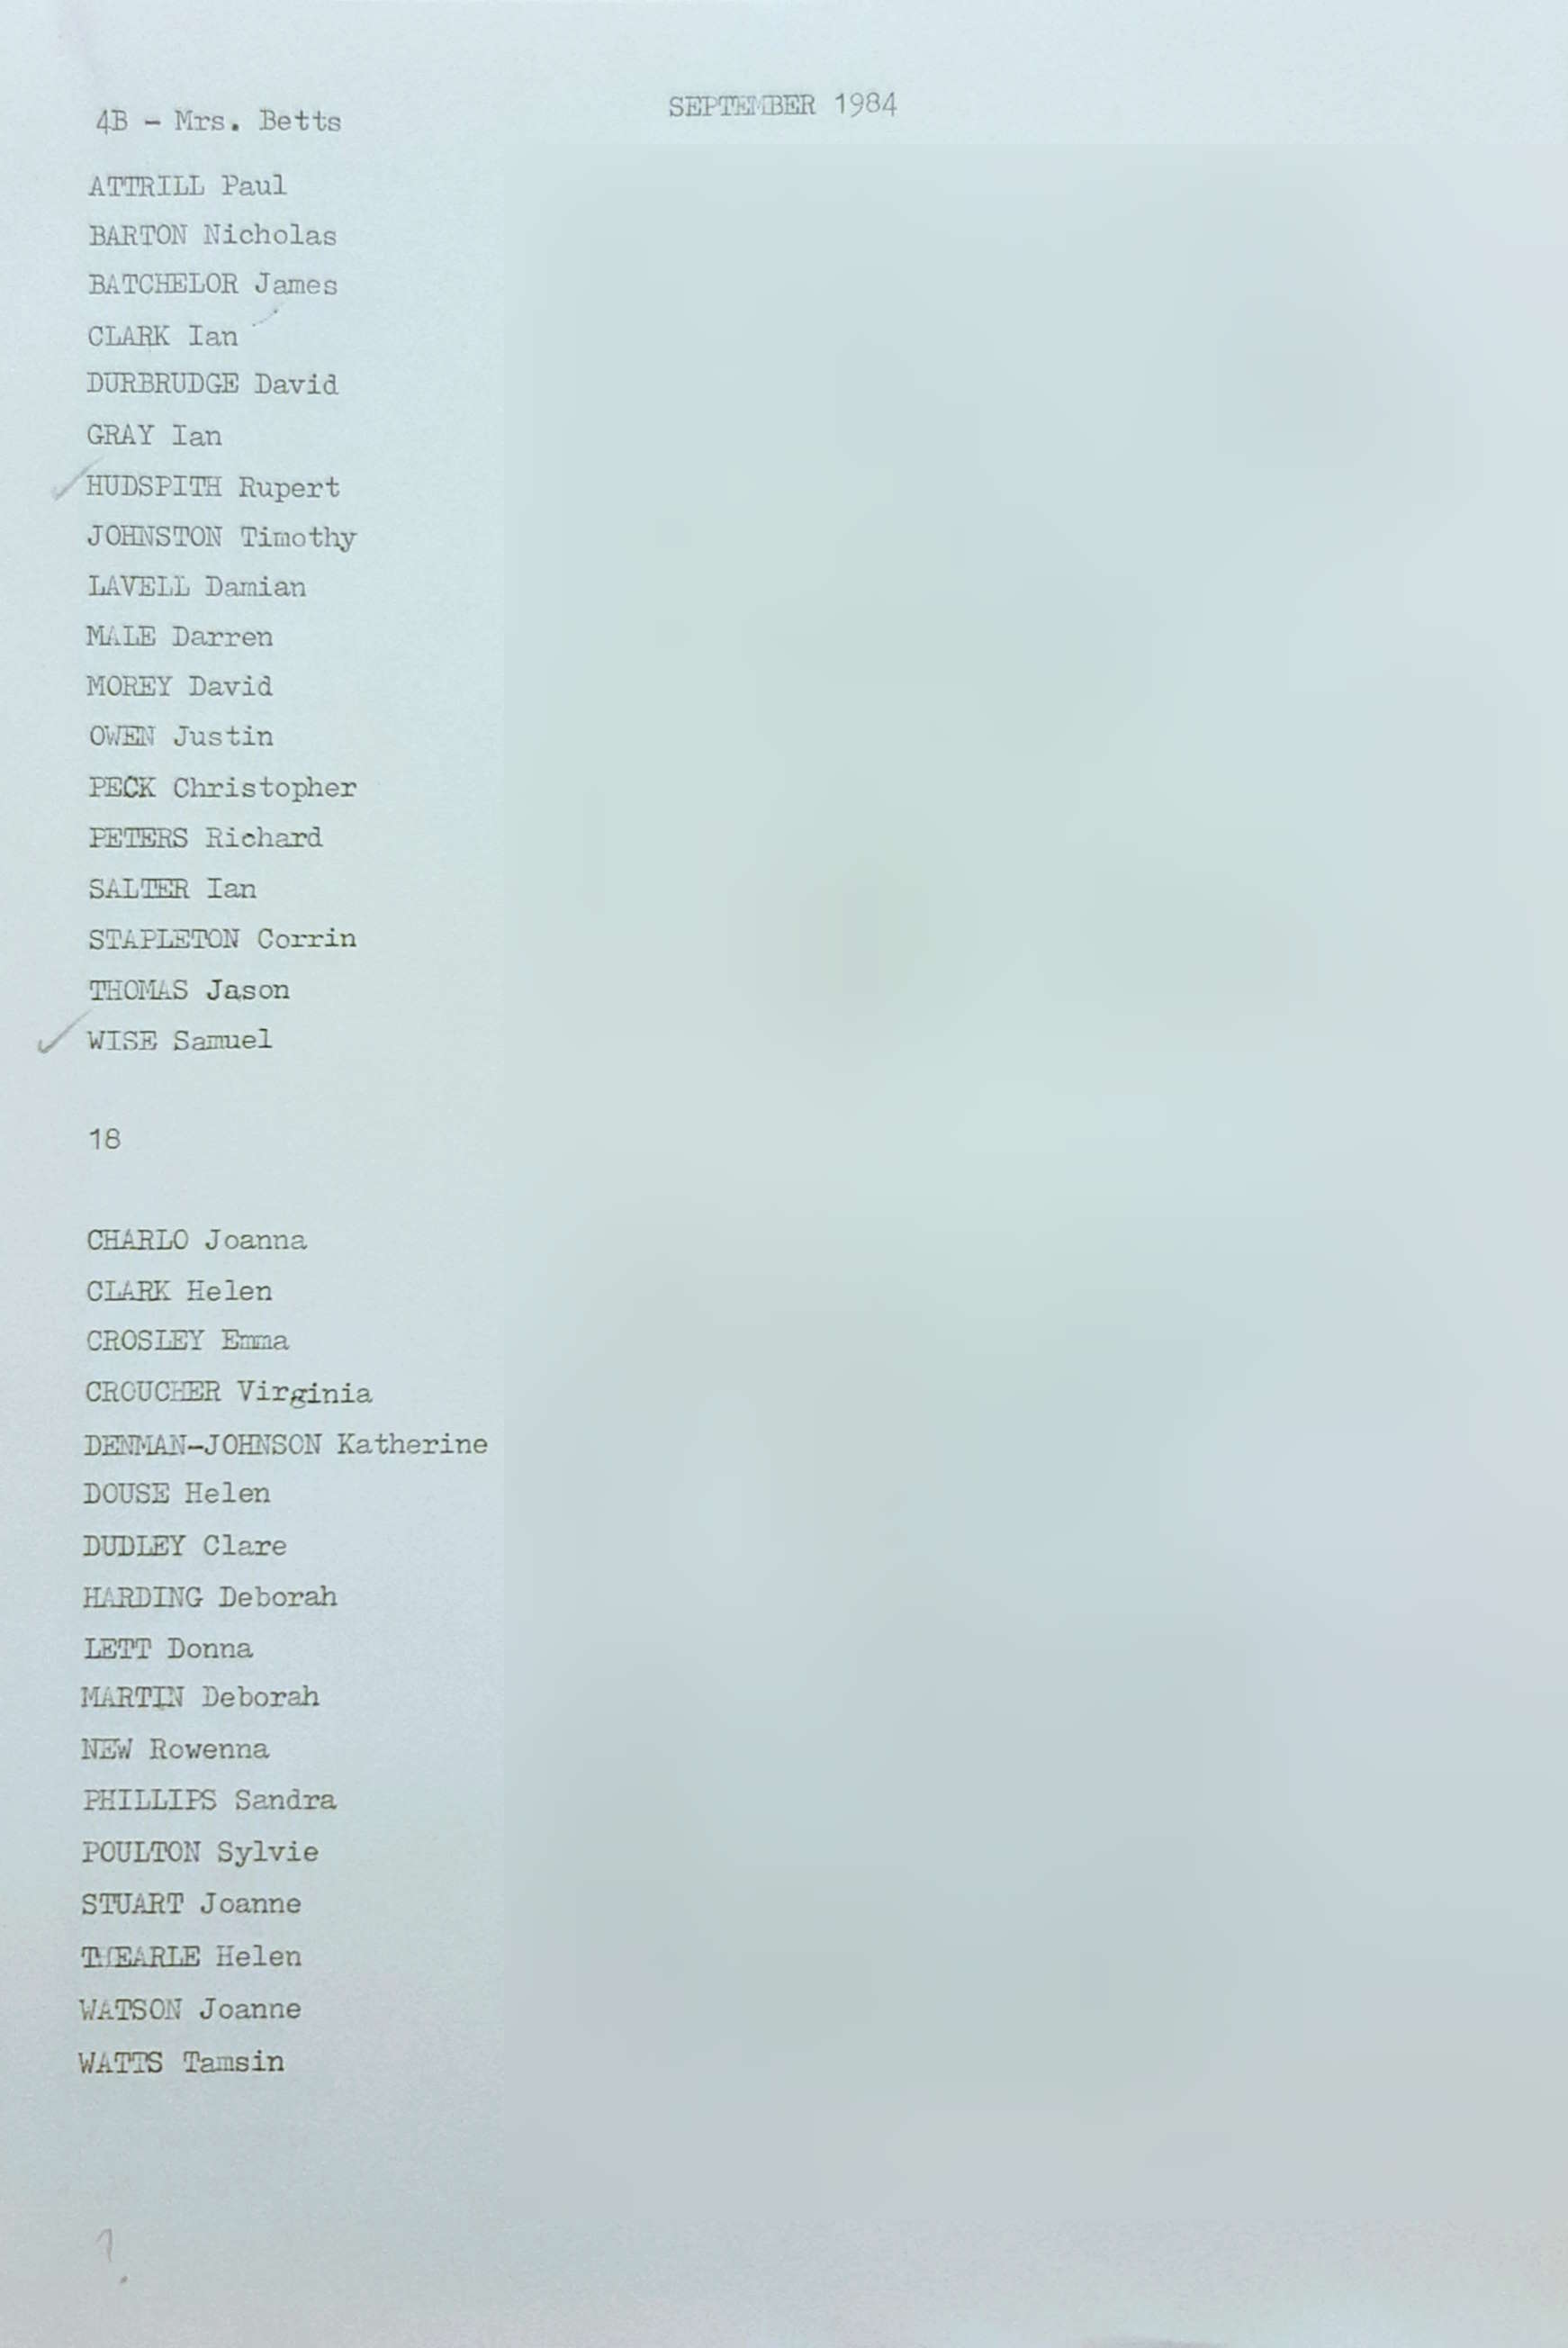 SEPTEMBER 1984
4B - Mrs. Betts
ATTRILL Paul
BARTON Nicholas
BATCHELOR James
CLARK Ian
DURBRUDGE David
GRAY Ian
HUDSPITH Rupert
JOHNSTON Timothy
LAVELL Damian
MALE Darren
MOREY David
OWEN Justin
PECK Christopher
PETERS Richard
SALTER Ian
STAPLETON Corrin
THOMAS Jason
WISE Samuel
18
CHARLO Joanna
CLARK Helen
CROSLEY Emma
CROUCHER Virginia
DENMAN-JOHNSON Katherine
DOUSE Helen
DUDLEY Clare
HARDING Deborah
LETT Donna
MARTIN Deborah
NEW Rowenna
PHILLIPS Sandra
POULTON Sylvie
STUART Joanne
THEARLE Helen
WATSON Joanne
WATTS Tamsin